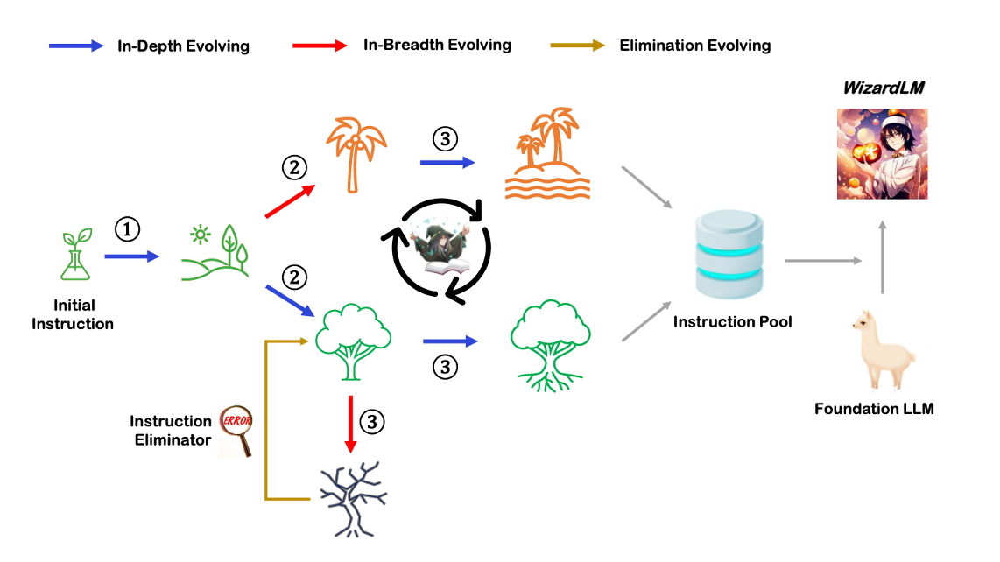 In-Depth Evolving
In-Breadth Evolving
Elimination Evolving
WizardLM
③
②
①
Initial
Instruction
②
Instruction Pool
③
Foundation LLM
Instruction
Eliminator
ERROR
③